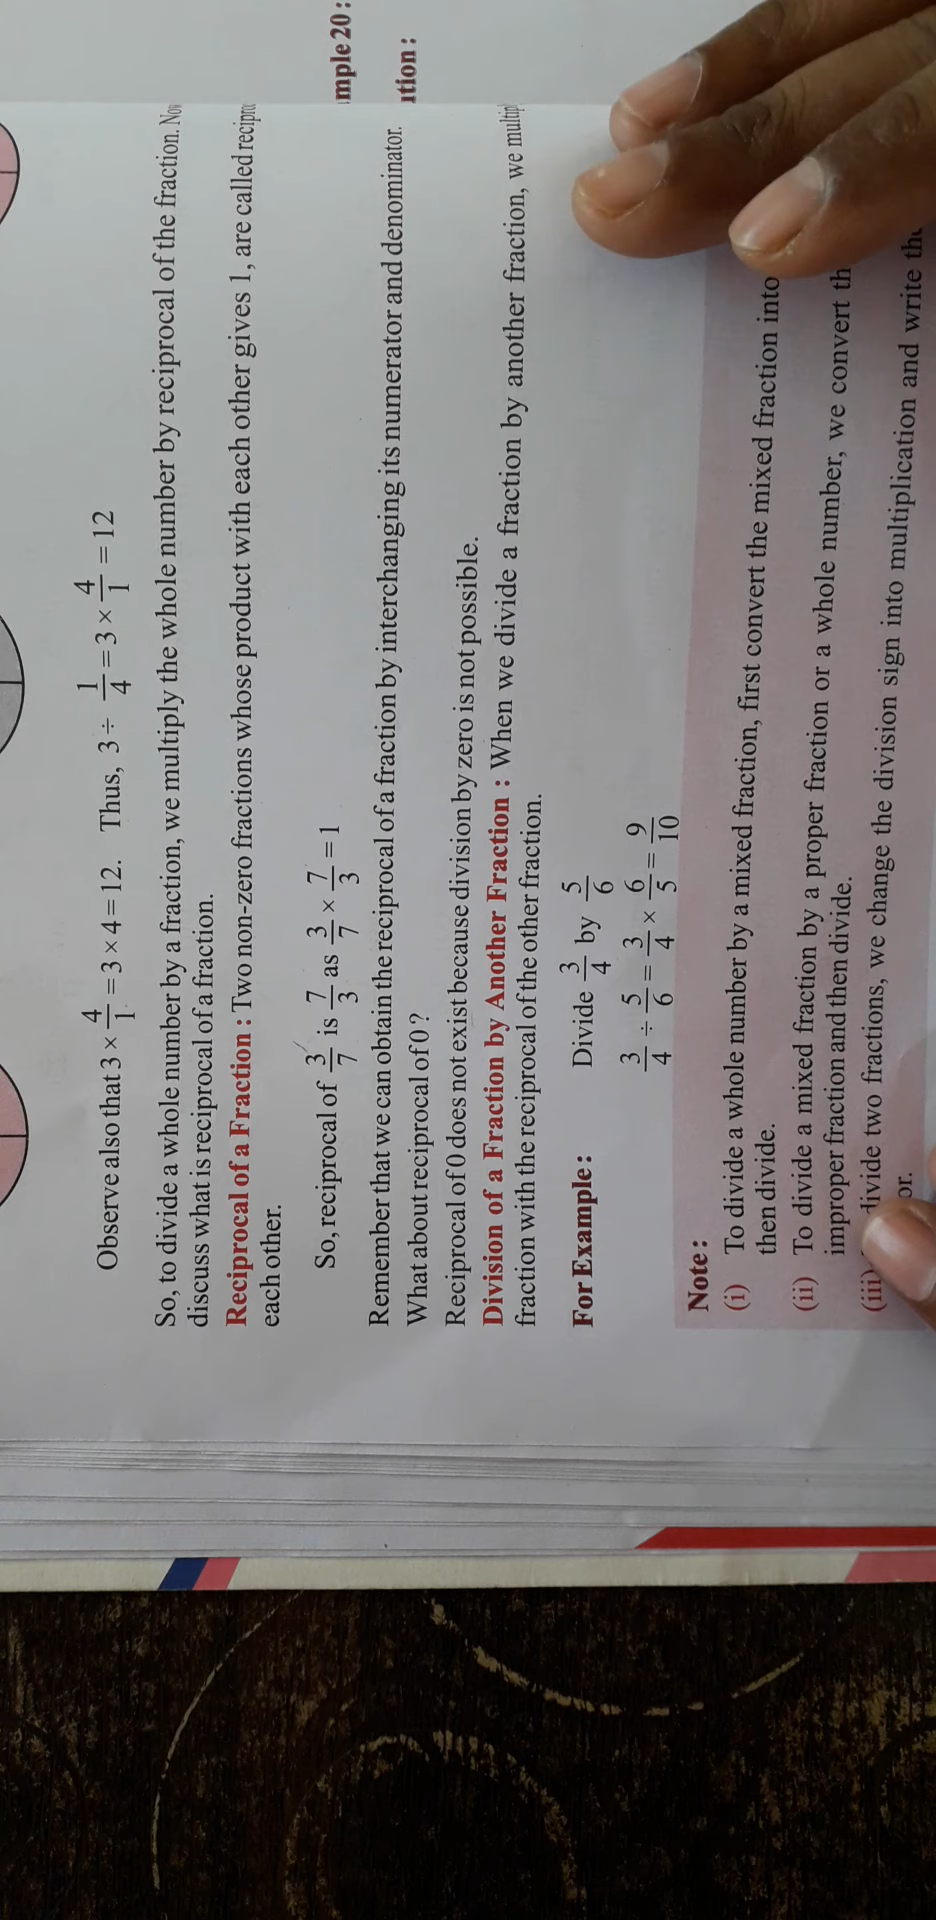 Observe also that 3 × 4/1 = 3 × 4 = 12. Thus, 3 ÷ 1/4 = 3 × 4/1 = 12
So, to divide a whole number by a fraction, we multiply the whole number by reciprocal of the fraction. Now
discuss what is reciprocal of a fraction.
Reciprocal of a Fraction : Two non-zero fractions whose product with each other gives 1, are called
each other.
So, reciprocal of 3/7 is 7/3 as 3/7 × 7/3 = 1
Remember that we can obtain the reciprocal of a fraction by interchanging its numerator and denominator.
What about reciprocal of 0 ?
Reciprocal of 0 does not exist because division by zero is not possible.
Division of a Fraction by Another Fraction : When we divide a fraction by another fraction, we
fraction with the reciprocal of the other fraction.
For Example : Divide 3/4 by 5/6
3/4 ÷ 5/6 = 3/4 × 6/5 = 9/10
Note :
(i) To divide a whole number by a mixed fraction, first convert the mixed fraction into
then divide.
(ii) To divide a mixed fraction by a proper fraction or a whole number, we convert
improper fraction and then divide.
(iii) divide two fractions, we change the division sign into multiplication and write
20 :